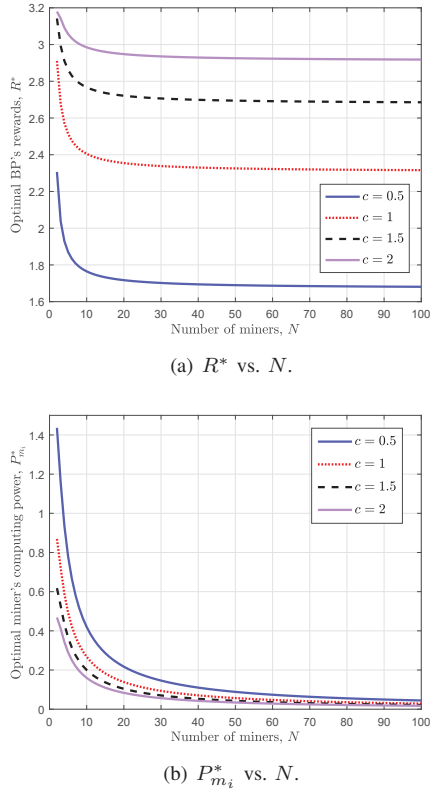 3.2
3
2.8
2.6
2.4
2.2
2
1.8
1.6
Optimal BP's rewards, R*
c = 0.5
c = 1
c = 1.5
c = 2
0 10 20 30 40 50 60 70 80 90 100
Number of miners, N
(a) R* vs. N.
1.4
1.2
1
0.8
0.6
0.4
0.2
0
Optimal miner's computing power, P*_{m_i}
c = 0.5
c = 1
c = 1.5
c = 2
0 10 20 30 40 50 60 70 80 90 100
Number of miners, N
(b) P*_{m_i} vs. N.